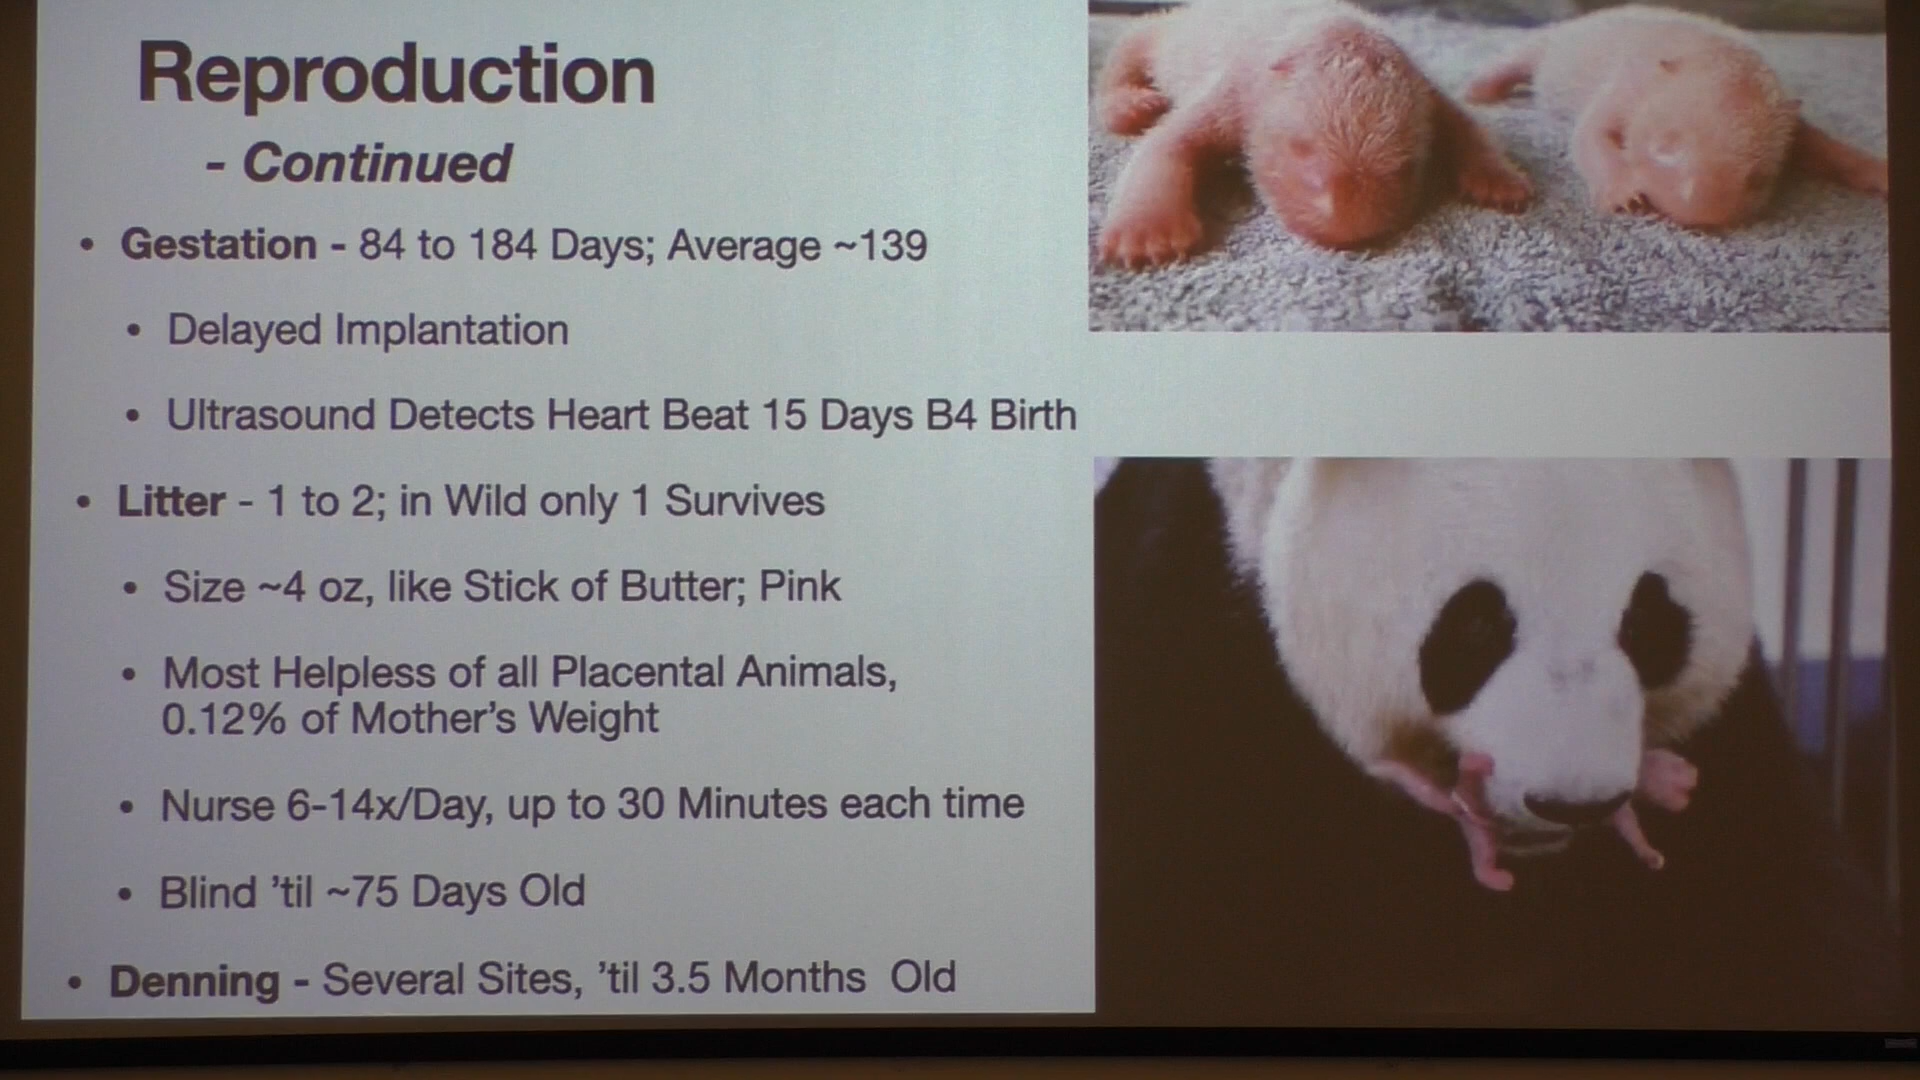 Reproduction
- Continued
• Gestation - 84 to 184 Days; Average ~139
• Delayed Implantation
• Ultrasound Detects Heart Beat 15 Days B4 Birth
• Litter - 1 to 2; in Wild only 1 Survives
• Size ~4 oz, like Stick of Butter; Pink
• Most Helpless of all Placental Animals,
0.12% of Mother’s Weight
• Nurse 6-14x/Day, up to 30 Minutes each time
• Blind ’til ~75 Days Old
• Denning - Several Sites, ’til 3.5 Months Old